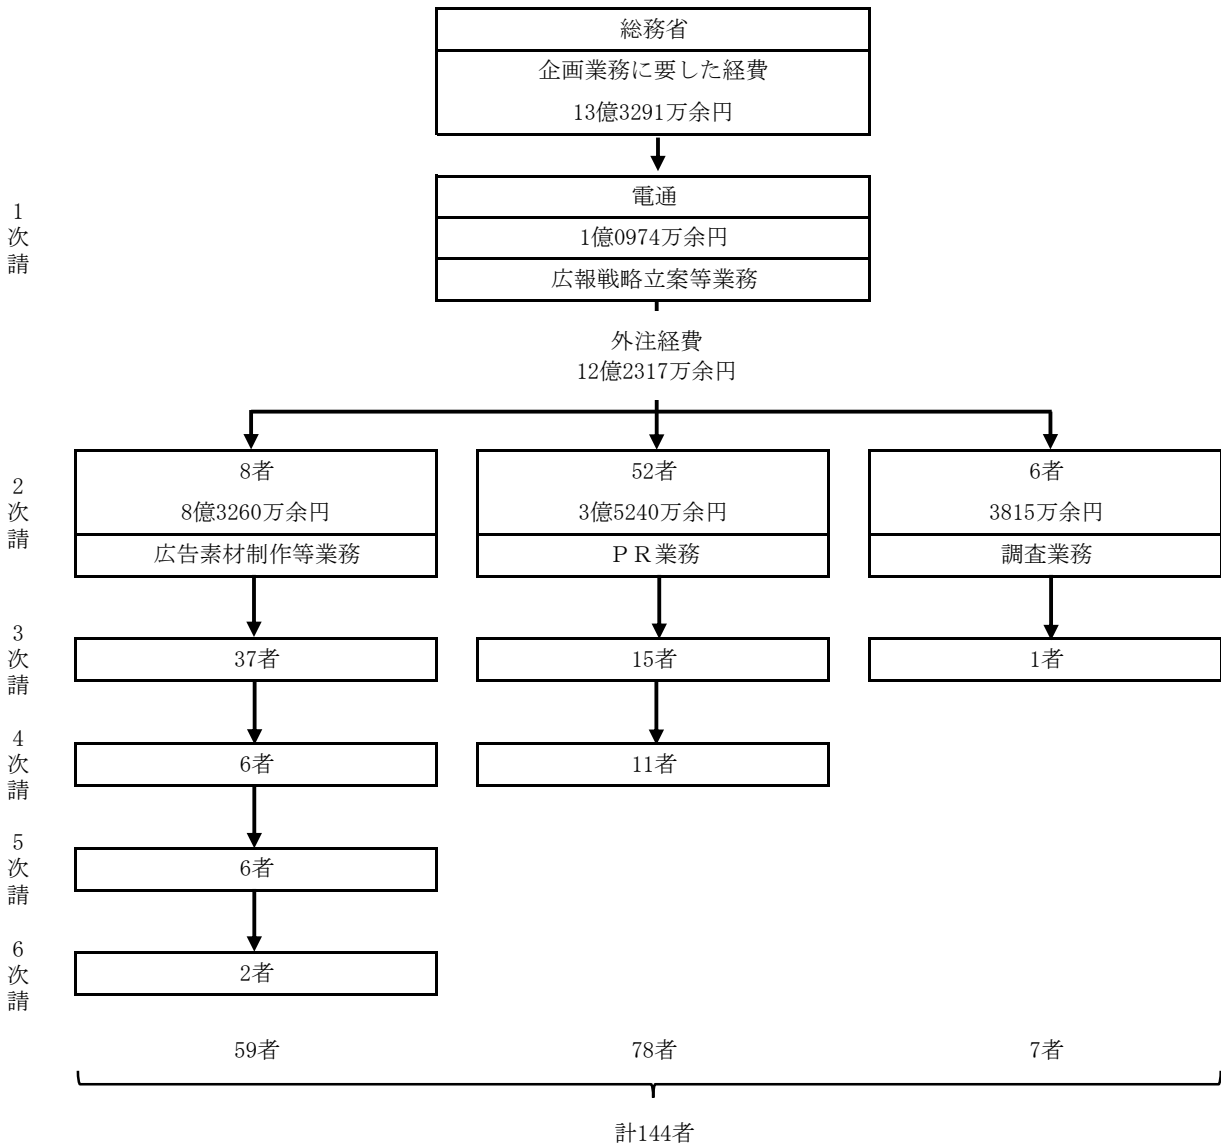 総務省
企画業務に要した経費
13億3291万余円
1次請
電通
1億0974万余円
広報戦略立案等業務
外注経費
12億2317万余円
2次請
8者
8億3260万余円
広告素材制作等業務
52者
3億5240万余円
ＰＲ業務
6者
3815万余円
調査業務
3次請
37者
15者
1者
4次請
6者
11者
5次請
6者
6次請
2者
59者
78者
7者
計144者